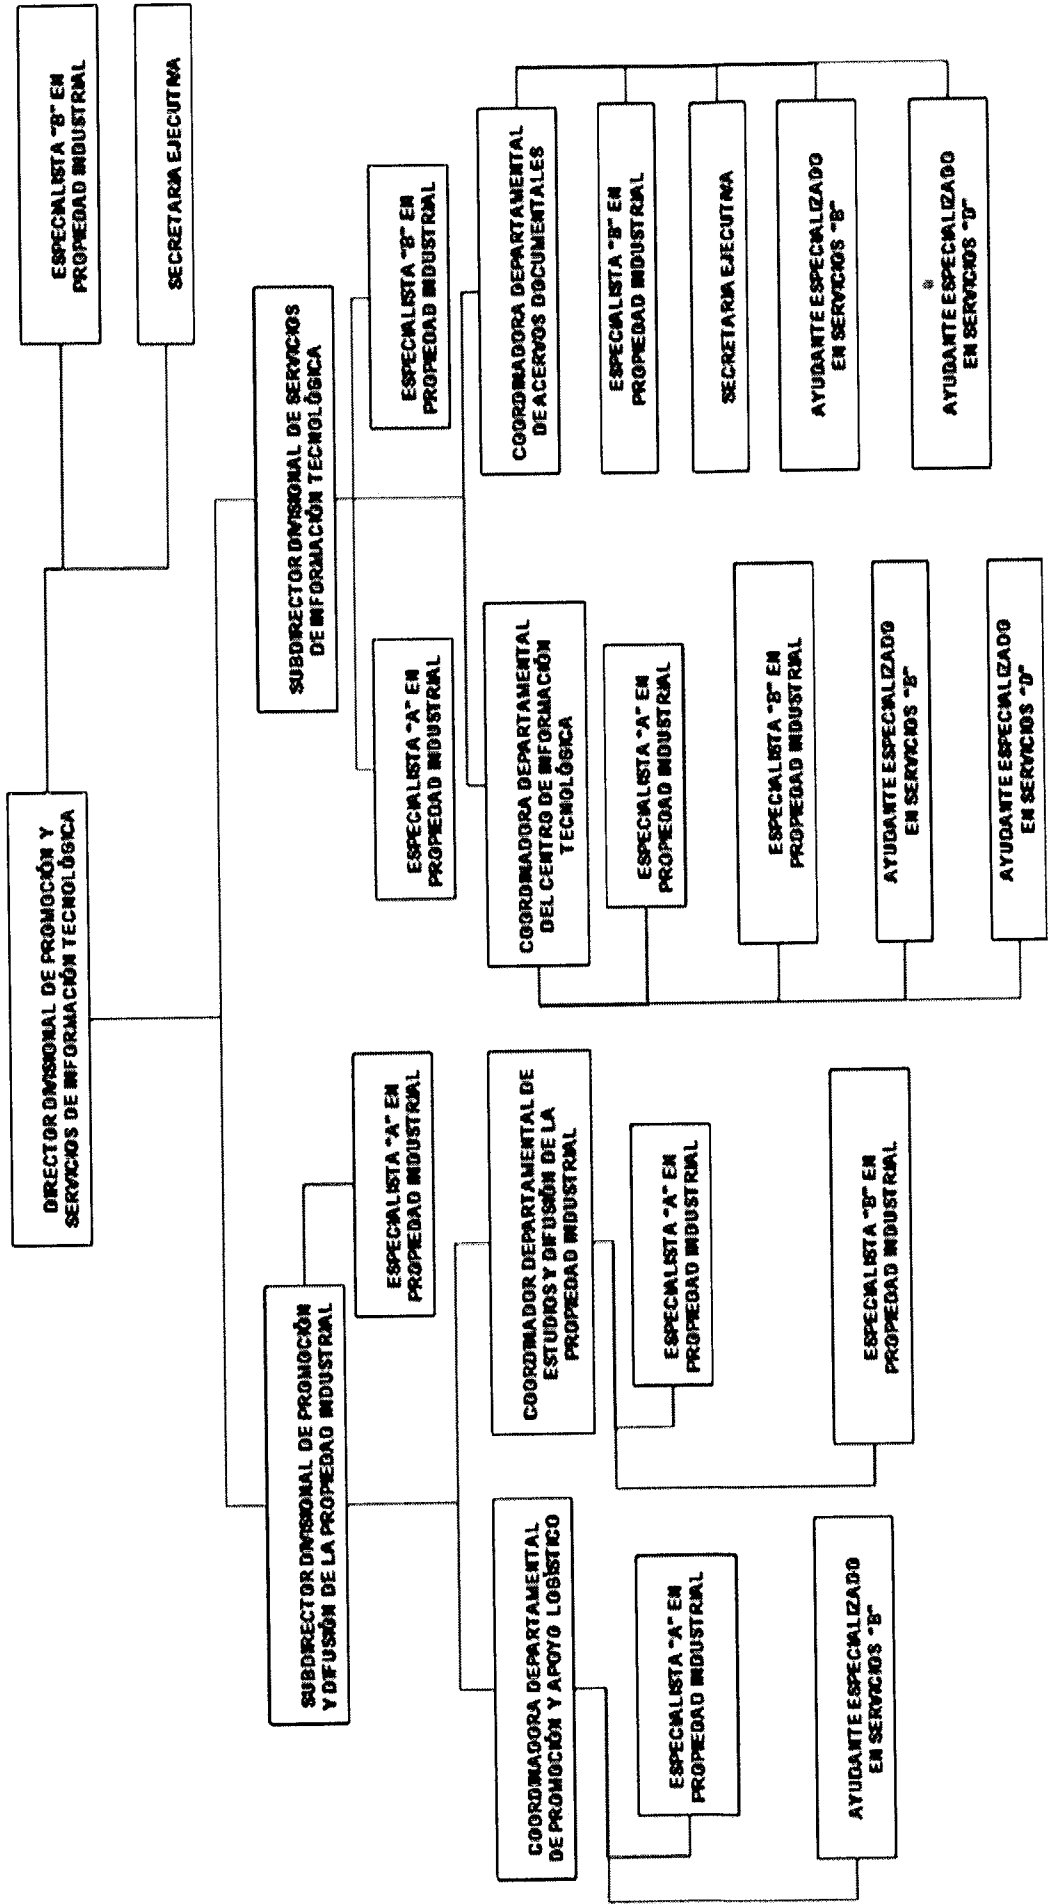 DIRECTOR DIVISIONAL DE PROMOCIÓN Y
SERVICIOS DE INFORMACIÓN TECNOLÓGICA
ESPECIALISTA "B" EN
PROPIEDAD INDUSTRIAL
SECRETARIA EJECUTIVA
SUBDIRECTOR DIVISIONAL DE PROMOCIÓN
Y DIFUSIÓN DE LA PROPIEDAD INDUSTRIAL
SUBDIRECTOR DIVISIONAL DE SERVICIOS
DE INFORMACIÓN TECNOLÓGICA
ESPECIALISTA "A" EN
PROPIEDAD INDUSTRIAL
ESPECIALISTA "A" EN
PROPIEDAD INDUSTRIAL
ESPECIALISTA "B" EN
PROPIEDAD INDUSTRIAL
COORDINADORA DEPARTAMENTAL
DE PROMOCIÓN Y APOYO LOGÍSTICO
ESPECIALISTA "A" EN
PROPIEDAD INDUSTRIAL
AYUDANTE ESPECIALIZADO
EN SERVICIOS "B"
COORDINADOR DEPARTAMENTAL DE
ESTUDIOS Y DIFUSIÓN DE LA
PROPIEDAD INDUSTRIAL
ESPECIALISTA "A" EN
PROPIEDAD INDUSTRIAL
ESPECIALISTA "B" EN
PROPIEDAD INDUSTRIAL
COORDINADORA DEPARTAMENTAL
DEL CENTRO DE INFORMACIÓN
TECNOLÓGICA
ESPECIALISTA "A" EN
PROPIEDAD INDUSTRIAL
ESPECIALISTA "B" EN
PROPIEDAD INDUSTRIAL
AYUDANTE ESPECIALIZADO
EN SERVICIOS "B"
AYUDANTE ESPECIALIZADO
EN SERVICIOS "D"
COORDINADORA DEPARTAMENTAL
DE ACERVOS DOCUMENTALES
ESPECIALISTA "B" EN
PROPIEDAD INDUSTRIAL
SECRETARIA EJECUTIVA
AYUDANTE ESPECIALIZADO
EN SERVICIOS "B"
AYUDANTE ESPECIALIZADO
EN SERVICIOS "D"